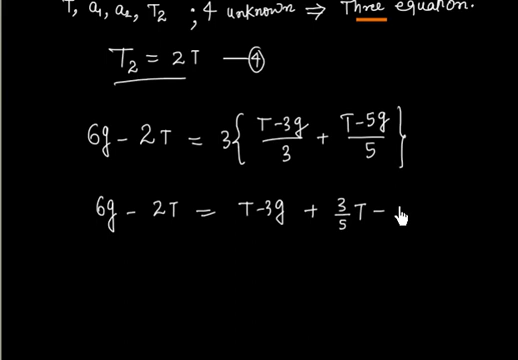 T, a₁, a₂, T₂ ; 4 unknown ⇒ Three equation.
T₂ = 2T —④
6g - 2T = 3{ (T-3g)/3 + (T-5g)/5 }
6g - 2T = T-3g + 3/5 T -